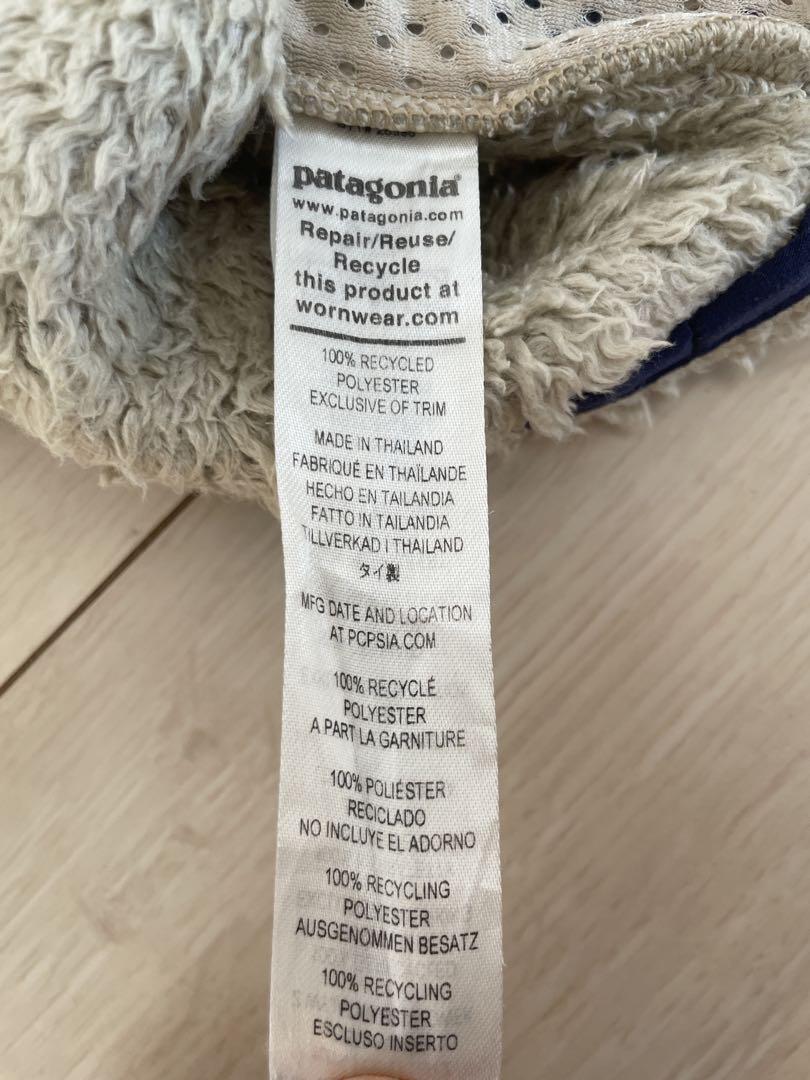 patagonia®
www.patagonia.com
Repair/Reuse/
Recycle
this product at
wornwear.com
100% RECYCLED
POLYESTER
EXCLUSIVE OF TRIM
MADE IN THAILAND
FABRIQUÉ EN THAÏLANDE
HECHO EN TAILANDIA
FATTO IN TAILANDIA
TILLVERKAD I THAILAND
タイ製
MFG DATE AND LOCATION
AT PCPSIA.COM
100% RECYCLÉ
POLYESTER
A PART LA GARNITURE
100% POLIÉSTER
RECICLADO
NO INCLUYE EL ADORNO
100% RECYCLING
POLYESTER
AUSGENOMMEN BESATZ
100% RECYCLING
POLYESTER
ESCLUSO INSERTO